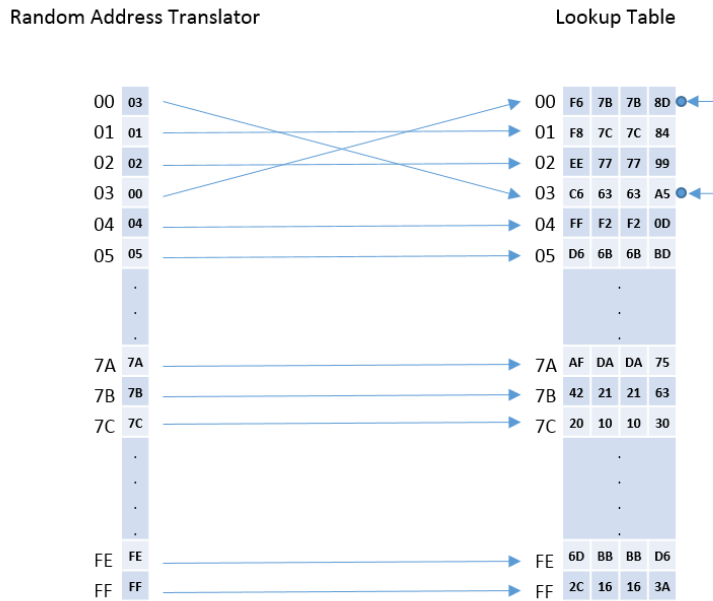 Random Address Translator Lookup Table
00 03 00 F6 7B 7B 8D
01 01 01 F8 7C 7C 84
02 02 02 EE 77 77 99
03 00 03 C6 63 63 A5
04 04 04 FF F2 F2 0D
05 05 05 D6 6B 6B BD
. .
. .
. .
7A 7A 7A AF DA DA 75
7B 7B 7B 42 21 21 63
7C 7C 7C 20 10 10 30
. .
. .
. .
. .
FE FE FE 6D BB BB D6
FF FF FF 2C 16 16 3A